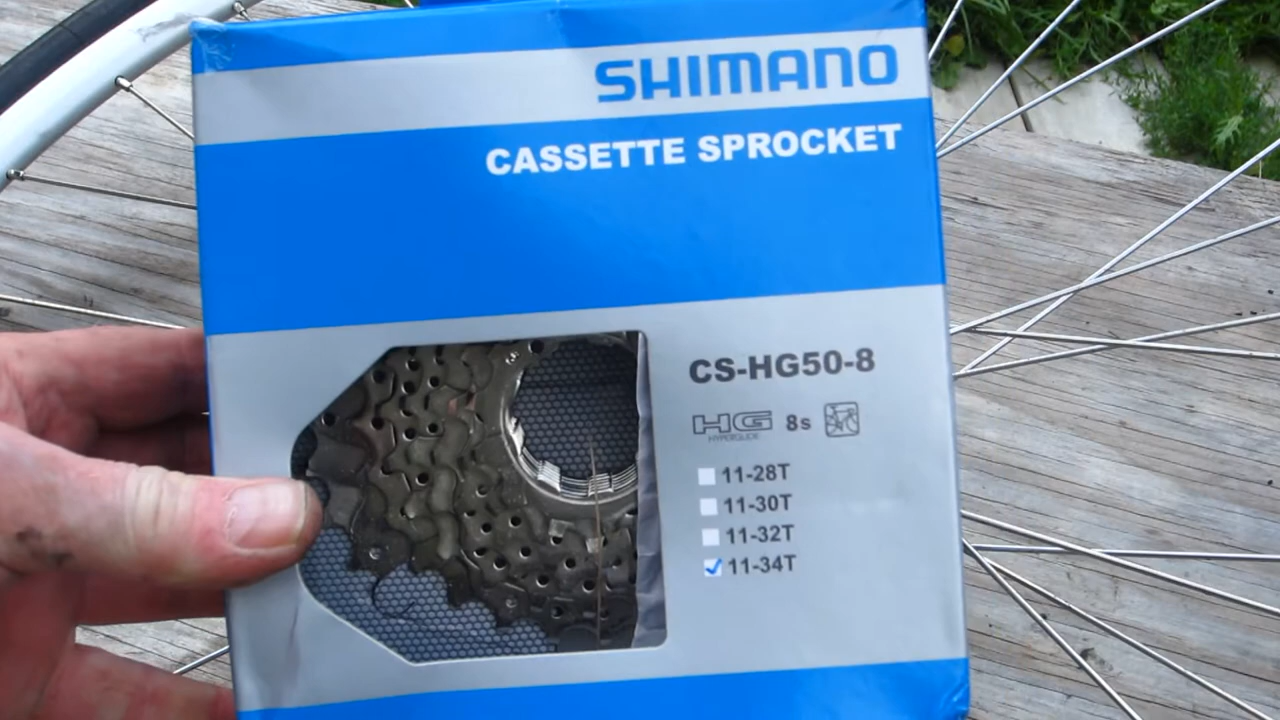 SHIMANO
CASSETTE SPROCKET
CS-HG50-8
HG 8s
HYPERGLIDE
11-28T
11-30T
11-32T
11-34T